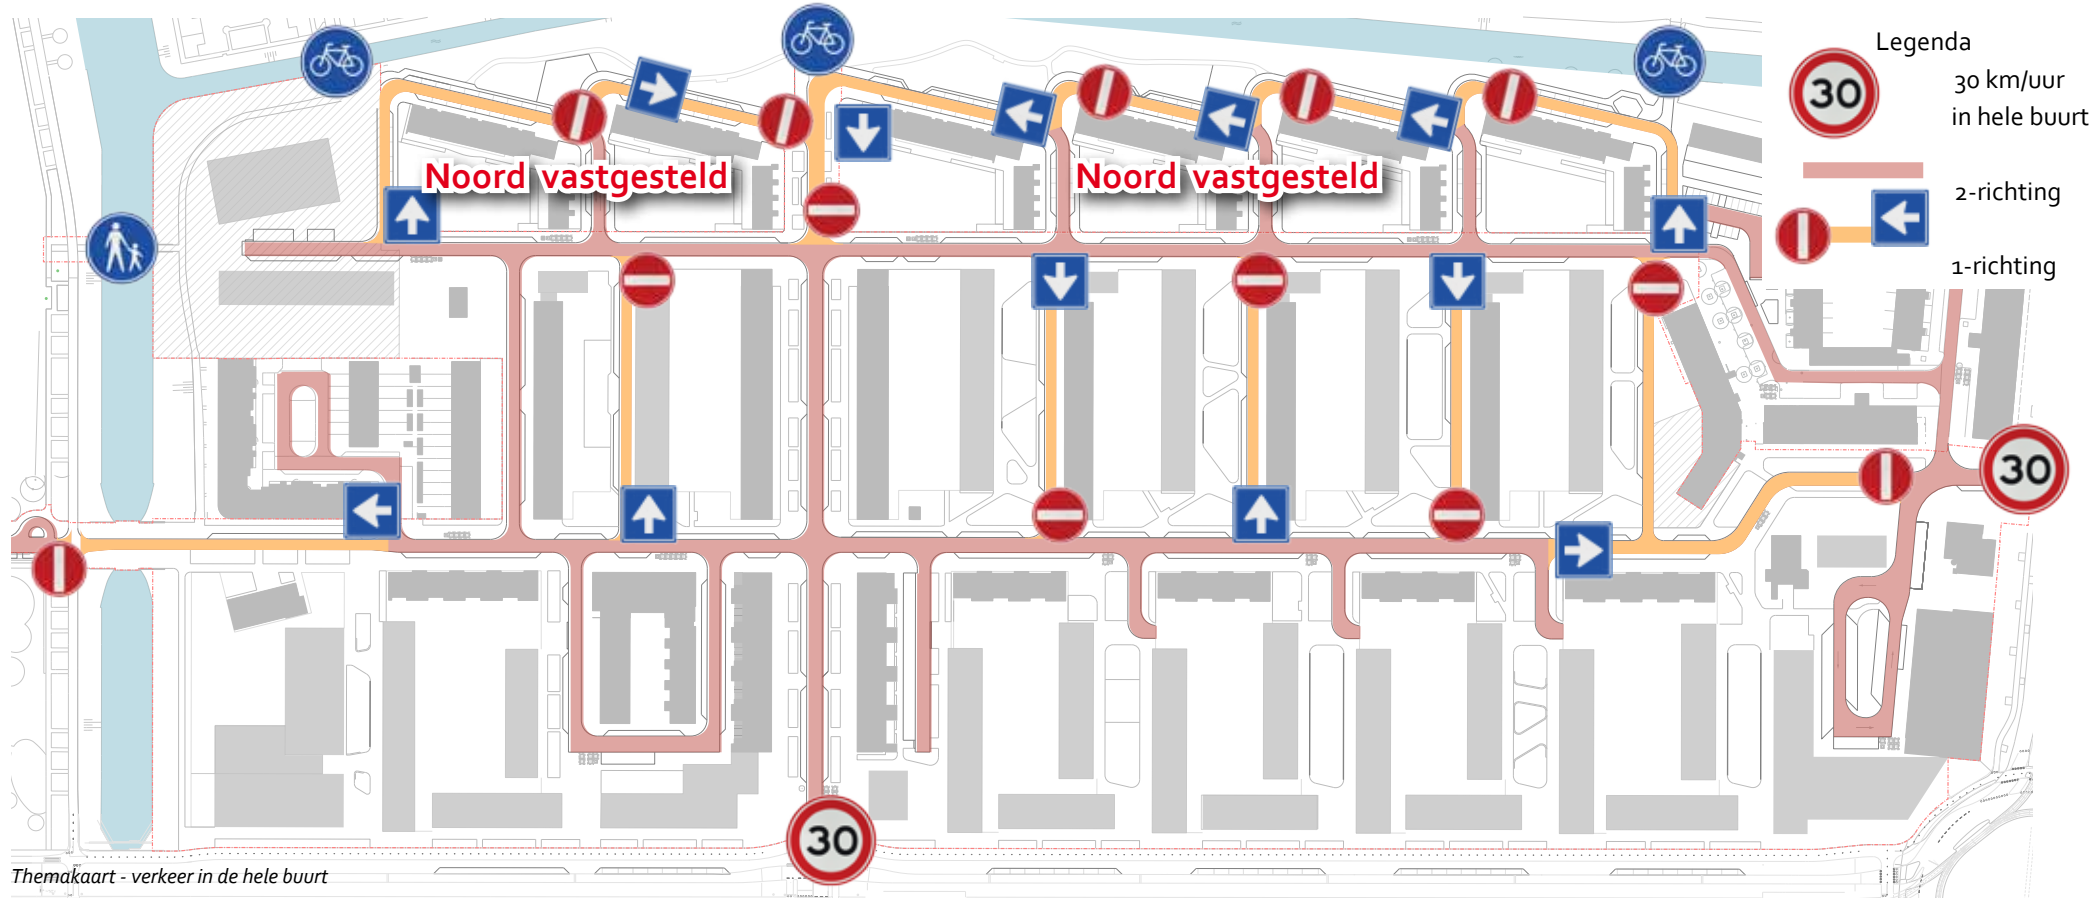 Legenda
30
30 km/uur
in hele buurt
Noord vastgesteld
Noord vastgesteld
2-richting
1-richting
30
30
Themakaart - verkeer in de hele buurt